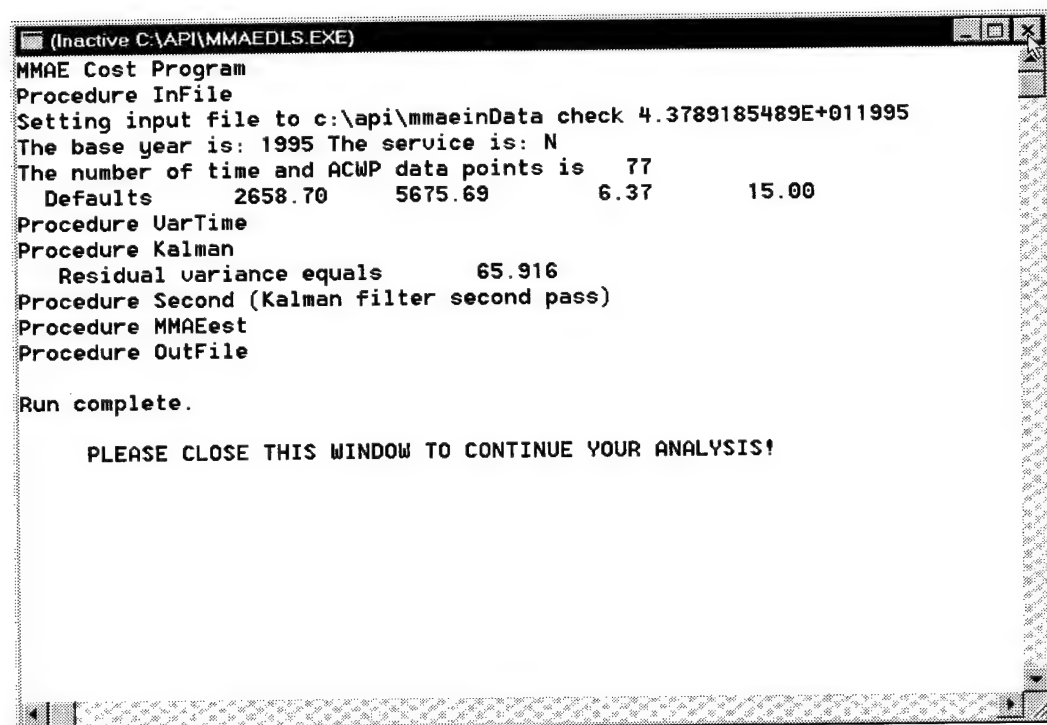 (Inactive C:\API\MMAEDLS.EXE)
MMAE Cost Program
Procedure InFile
Setting input file to c:\api\mmaeinData check 4.3789185489E+011995
The base year is: 1995 The service is: N
The number of time and ACWP data points is 77
Defaults 2658.70 5675.69 6.37 15.00
Procedure VarTime
Procedure Kalman
Residual variance equals 65.916
Procedure Second (Kalman filter second pass)
Procedure MMAEest
Procedure OutFile
Run complete.
PLEASE CLOSE THIS WINDOW TO CONTINUE YOUR ANALYSIS!